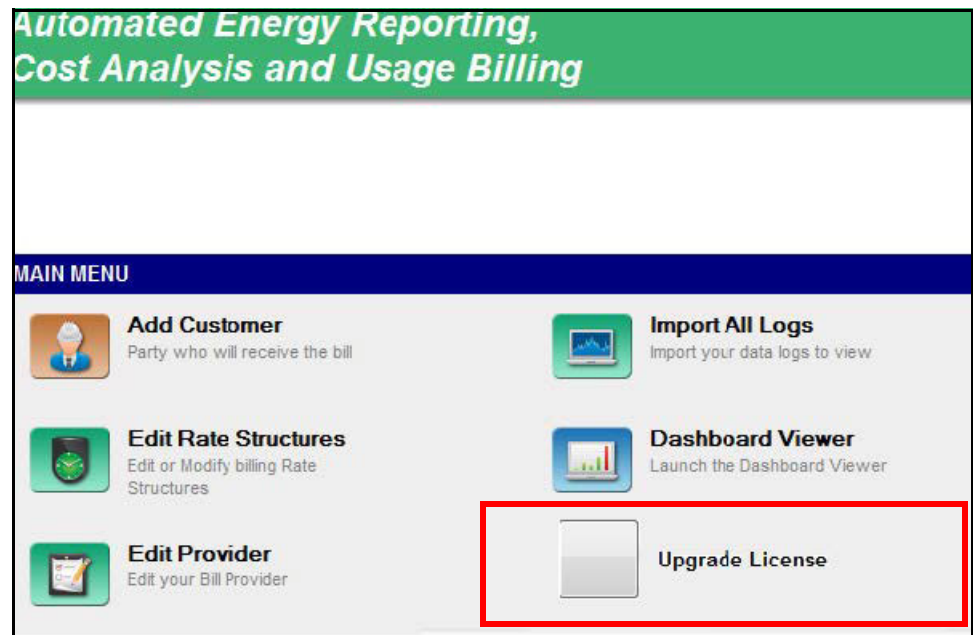 Automated Energy Reporting,
Cost Analysis and Usage Billing
MAIN MENU
Add Customer
Party who will receive the bill
Import All Logs
Import your data logs to view
Edit Rate Structures
Edit or Modify billing Rate
Structures
Dashboard Viewer
Launch the Dashboard Viewer
Edit Provider
Edit your Bill Provider
Upgrade License